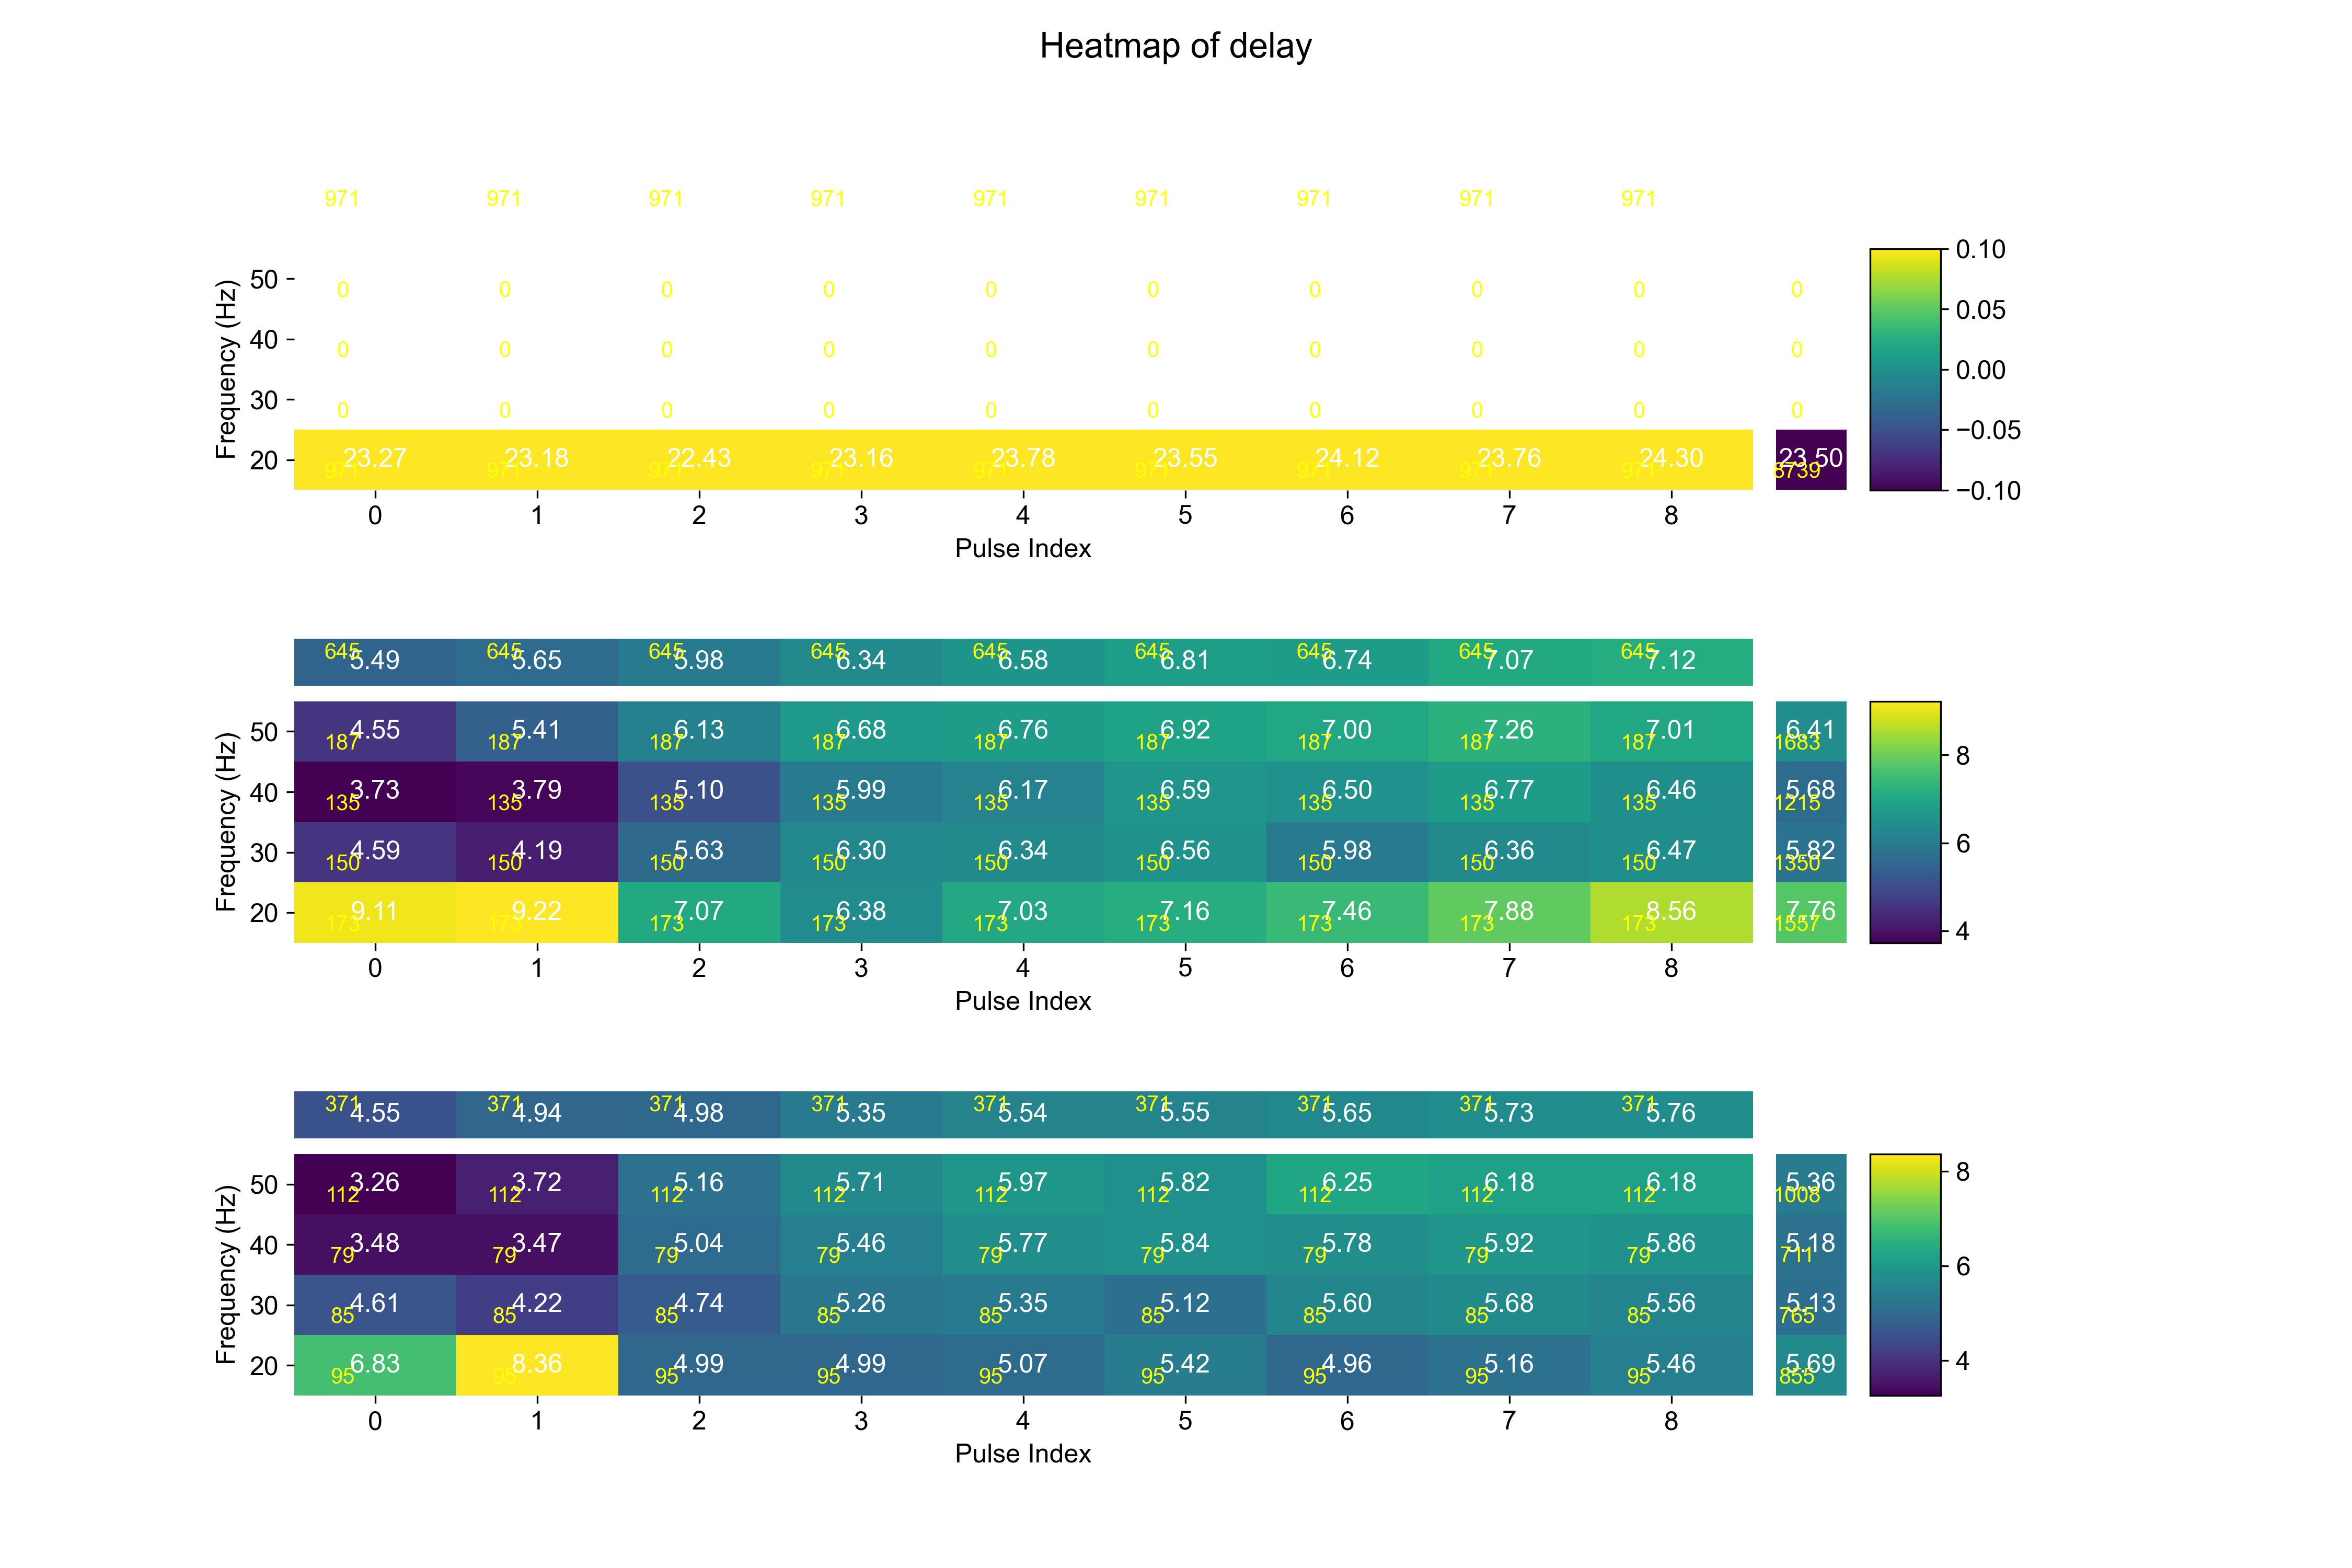 Heatmap of delay
971 971 971 971 971 971 971 971 971
0.10
50 0 0 0 0 0 0 0 0 0 0
0.05
40 0 0 0 0 0 0 0 0 0 0
0.00
30 0 0 0 0 0 0 0 0 0 0
−0.05
20 23.27 23.18 22.43 23.16 23.78 23.55 24.12 23.76 24.30 23.50
971 971 971 971 971 971 971 971 971 8739
−0.10
Frequency (Hz)
0 1 2 3 4 5 6 7 8
Pulse Index
645 645 645 645 645 645 645 645 645
5.49 5.65 5.98 6.34 6.58 6.81 6.74 7.07 7.12
50 4.55 5.41 6.13 6.68 6.76 6.92 7.00 7.26 7.01 6.41
187 187 187 187 187 187 187 187 187 1683
8
40 3.73 3.79 5.10 5.99 6.17 6.59 6.50 6.77 6.46 5.68
135 135 135 135 135 135 135 135 135 1215
6
30 4.59 4.19 5.63 6.30 6.34 6.56 5.98 6.36 6.47 5.82
150 150 150 150 150 150 150 150 150 1350
20 9.11 9.22 7.07 6.38 7.03 7.16 7.46 7.88 8.56 7.76
173 173 173 173 173 173 173 173 173 1557
4
Frequency (Hz)
0 1 2 3 4 5 6 7 8
Pulse Index
371 371 371 371 371 371 371 371 371
4.55 4.94 4.98 5.35 5.54 5.55 5.65 5.73 5.76
8
50 3.26 3.72 5.16 5.71 5.97 5.82 6.25 6.18 6.18 5.36
112 112 112 112 112 112 112 112 112 1008
40 3.48 3.47 5.04 5.46 5.77 5.84 5.78 5.92 5.86 5.18
79 79 79 79 79 79 79 79 79 711
6
30 4.61 4.22 4.74 5.26 5.35 5.12 5.60 5.68 5.56 5.13
85 85 85 85 85 85 85 85 85 765
4
20 6.83 8.36 4.99 4.99 5.07 5.42 4.96 5.16 5.46 5.69
95 95 95 95 95 95 95 95 95 855
Frequency (Hz)
0 1 2 3 4 5 6 7 8
Pulse Index